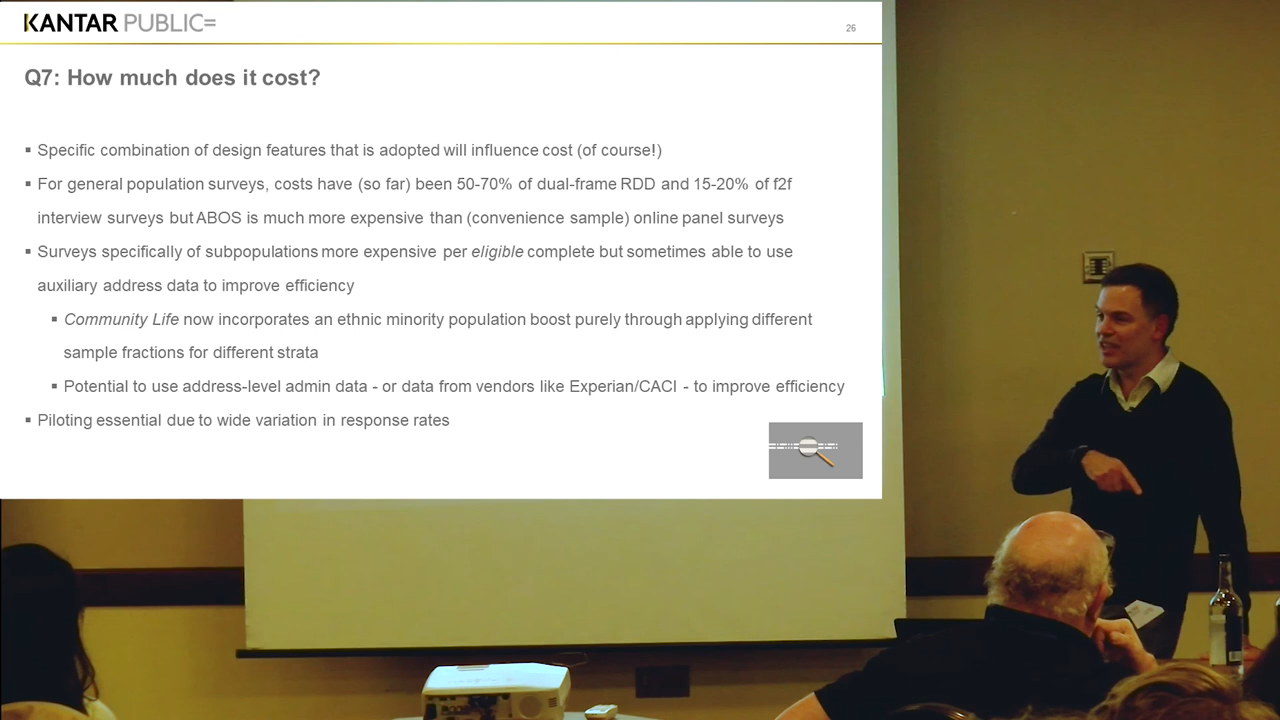 KANTAR PUBLIC=
26
Q7: How much does it cost?
▪ Specific combination of design features that is adopted will influence cost (of course!)
▪ For general population surveys, costs have (so far) been 50-70% of dual-frame RDD and 15-20% of f2f
interview surveys but ABOS is much more expensive than (convenience sample) online panel surveys
▪ Surveys specifically of subpopulations more expensive per eligible complete but sometimes able to use
auxiliary address data to improve efficiency
▪ Community Life now incorporates an ethnic minority population boost purely through applying different
sample fractions for different strata
▪ Potential to use address-level admin data - or data from vendors like Experian/CACI - to improve efficiency
▪ Piloting essential due to wide variation in response rates